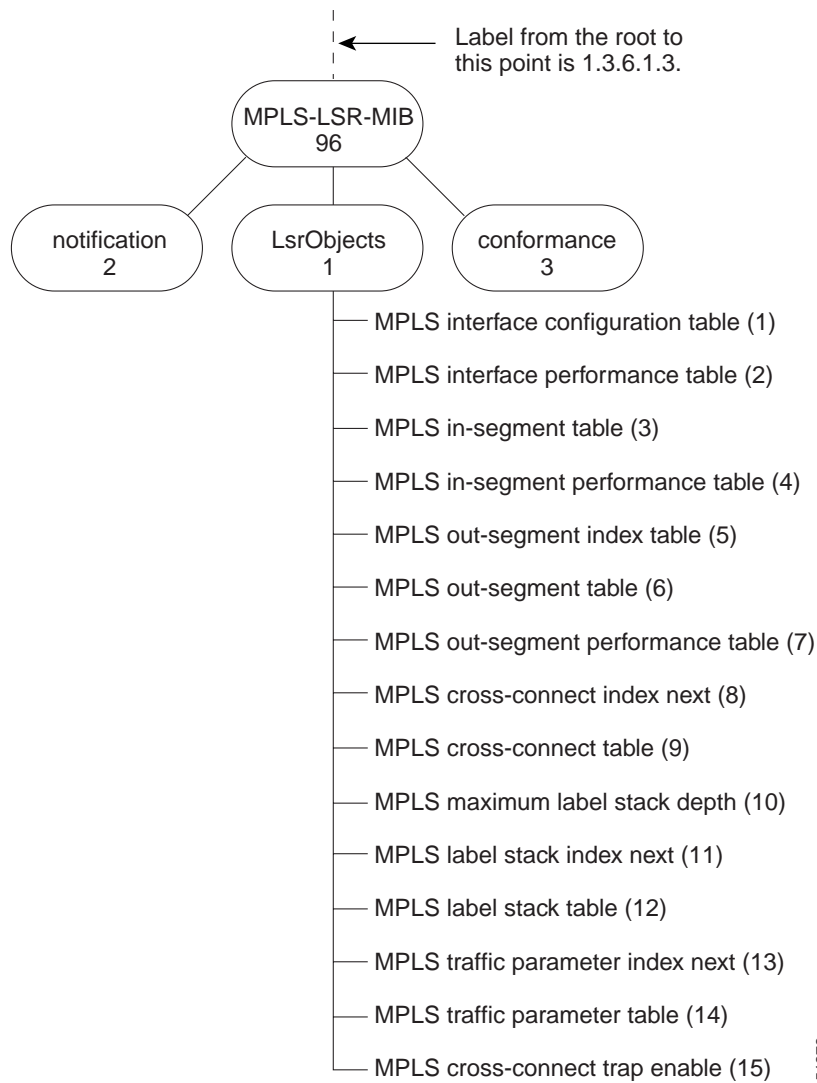 Label from the root to
this point is 1.3.6.1.3.
MPLS-LSR-MIB
96
notification
2
LsrObjects
1
conformance
3
MPLS interface configuration table (1)
MPLS interface performance table (2)
MPLS in-segment table (3)
MPLS in-segment performance table (4)
MPLS out-segment index table (5)
MPLS out-segment table (6)
MPLS out-segment performance table (7)
MPLS cross-connect index next (8)
MPLS cross-connect table (9)
MPLS maximum label stack depth (10)
MPLS label stack index next (11)
MPLS label stack table (12)
MPLS traffic parameter index next (13)
MPLS traffic parameter table (14)
MPLS cross-connect trap enable (15)